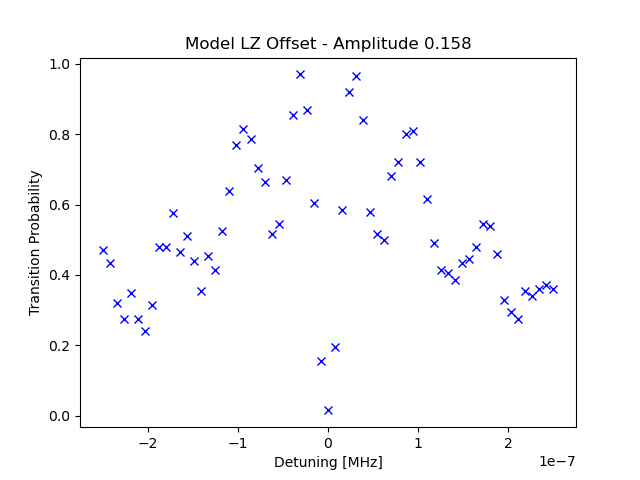 Model LZ Offset - Amplitude 0.158
1.0
0.8
0.6
0.4
0.2
0.0
Transition Probability
−2
−1
0
1
2
1e−7
Detuning [MHz]